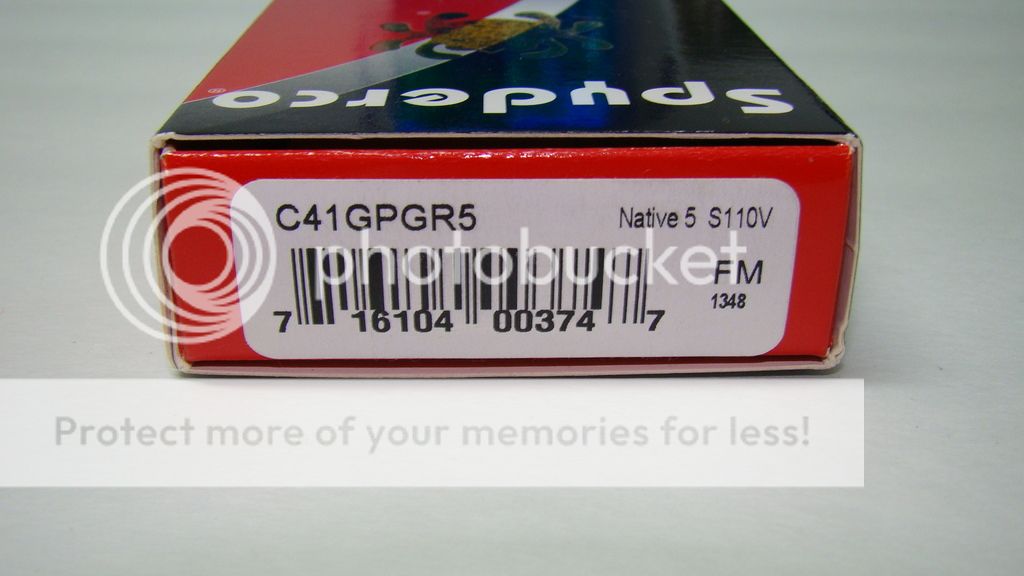 Spyderco®
C41GPGR5
Native 5 S110V
FM
1348
7 16104 00374 7
photobucket
Protect more of your memories for less!